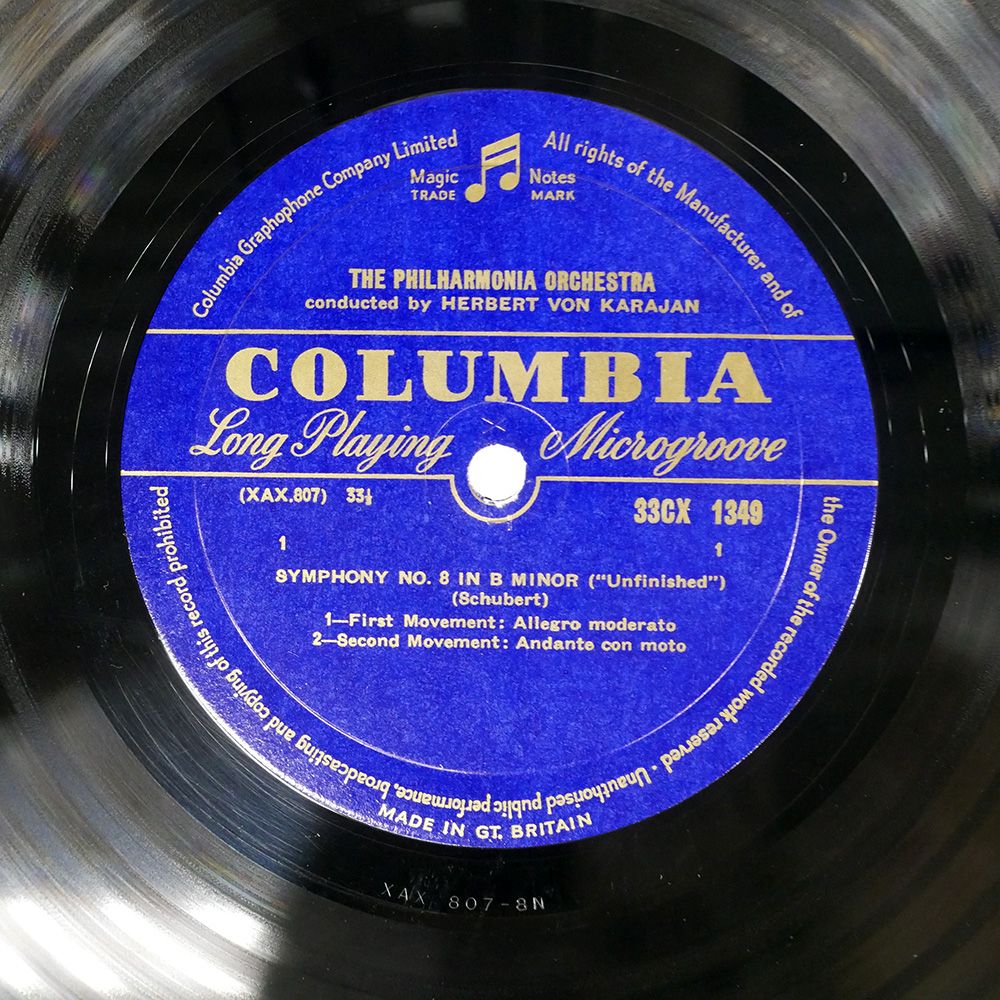 Columbia Graphophone Company Limited
All rights of the Manufacturer and of
the Owner of the recorded work reserved · Unauthorised public performance, broadcasting and copying of this record prohibited
Magic Notes
TRADE MARK
THE PHILHARMONIA ORCHESTRA
conducted by HERBERT VON KARAJAN
COLUMBIA
Long Playing Microgroove
(XAX.807) 33⅓
33CX 1349
1 1
SYMPHONY NO. 8 IN B MINOR ("Unfinished")
(Schubert)
1—First Movement: Allegro moderato
2—Second Movement: Andante con moto
MADE IN GT. BRITAIN
XAX 807-8N